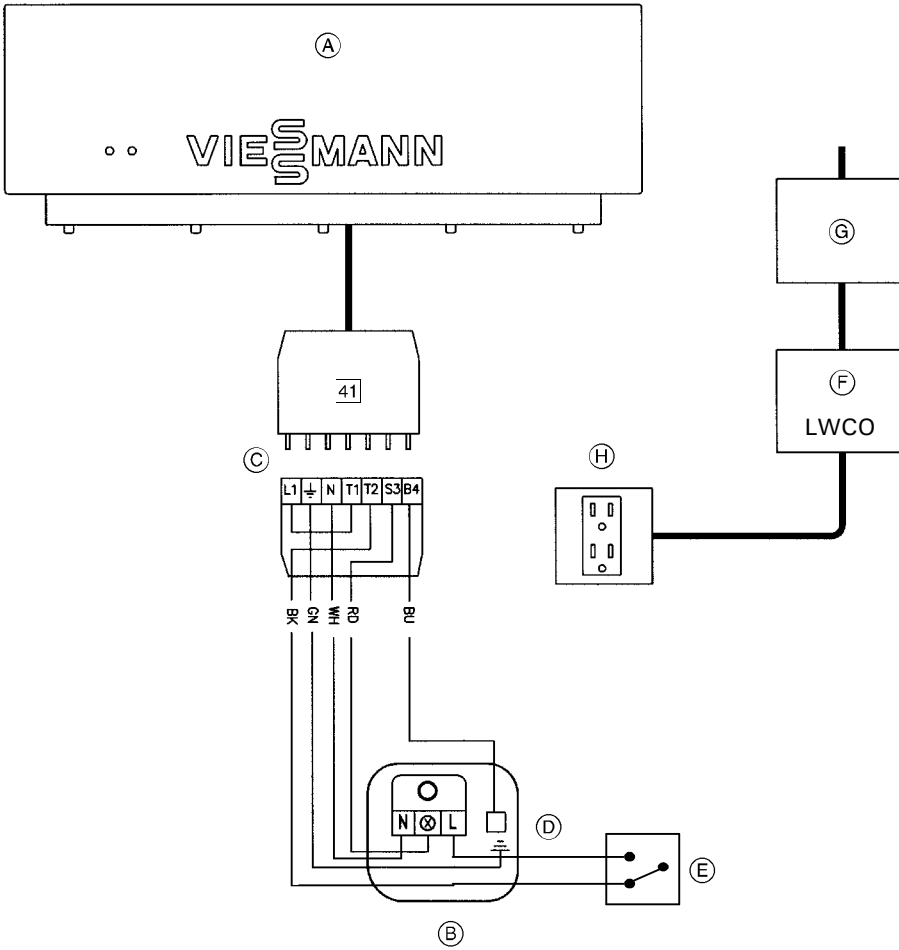 Ⓐ
VIESSMANN
Ⓖ
Ⓕ
LWCO
41
Ⓒ
Ⓗ
L1 ⏚ N T1 T2 S3 B4
BK GN WH RD BU
N ⓧ L
Ⓓ
Ⓔ
Ⓑ